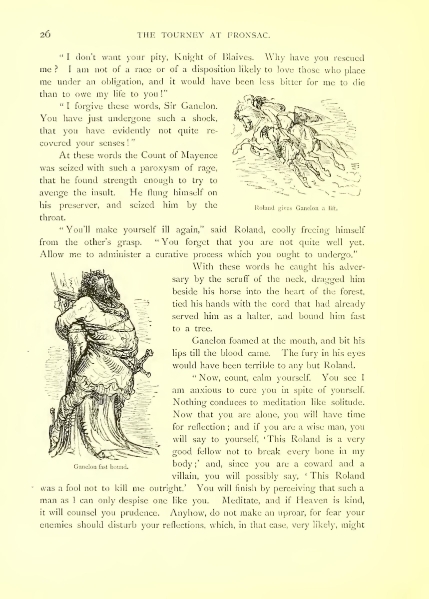 26 THE TOURNEY AT FRONSAC.
" I don't want your pity, Knight of Blaives. Why have you rescued
me ? I am not of a race or of a disposition likely to love those who place
me under an obligation, and it would have been less bitter for me to die
than to owe my life to you !"
" I forgive these words, Sir Ganelon.
You have just undergone such a shock,
that you have evidently not quite re-
covered your senses ! "
At these words the Count of Mayence
was seized with such a paroxysm of rage,
that he found strength enough to try to
avenge the insult. He flung himself on
his preserver, and seized him by the
throat.
Roland gives Ganelon a lift.
" You'll make yourself ill again," said Roland, coolly freeing himself
from the other's grasp. " You forget that you are not quite well yet.
Allow me to administer a curative process which you ought to undergo."
With these words he caught his adver-
sary by the scruff of the neck, dragged him
beside his horse into the heart of the forest,
tied his hands with the cord that had already
served him as a halter, and bound him fast
to a tree.
Ganelon foamed at the mouth, and bit his
lips till the blood came. The fury in his eyes
would have been terrible to any but Roland.
" Now, count, calm yourself. You see I
am anxious to cure you in spite of yourself.
Nothing conduces to meditation like solitude.
Now that you are alone, you will have time
for reflection ; and if you are a wise man, you
will say to yourself, ' This Roland is a very
good fellow not to break every bone in my
body ;' and, since you are a coward and a
villain, you will possibly say, ' This Roland
Ganelon fast bound.
was a fool not to kill me outright.' You will finish by perceiving that such a
man as I can only despise one like you. Meditate, and if Heaven is kind,
it will counsel you prudence. Anyhow, do not make an uproar, for fear your
enemies should disturb your reflections, which, in that case, very likely, might